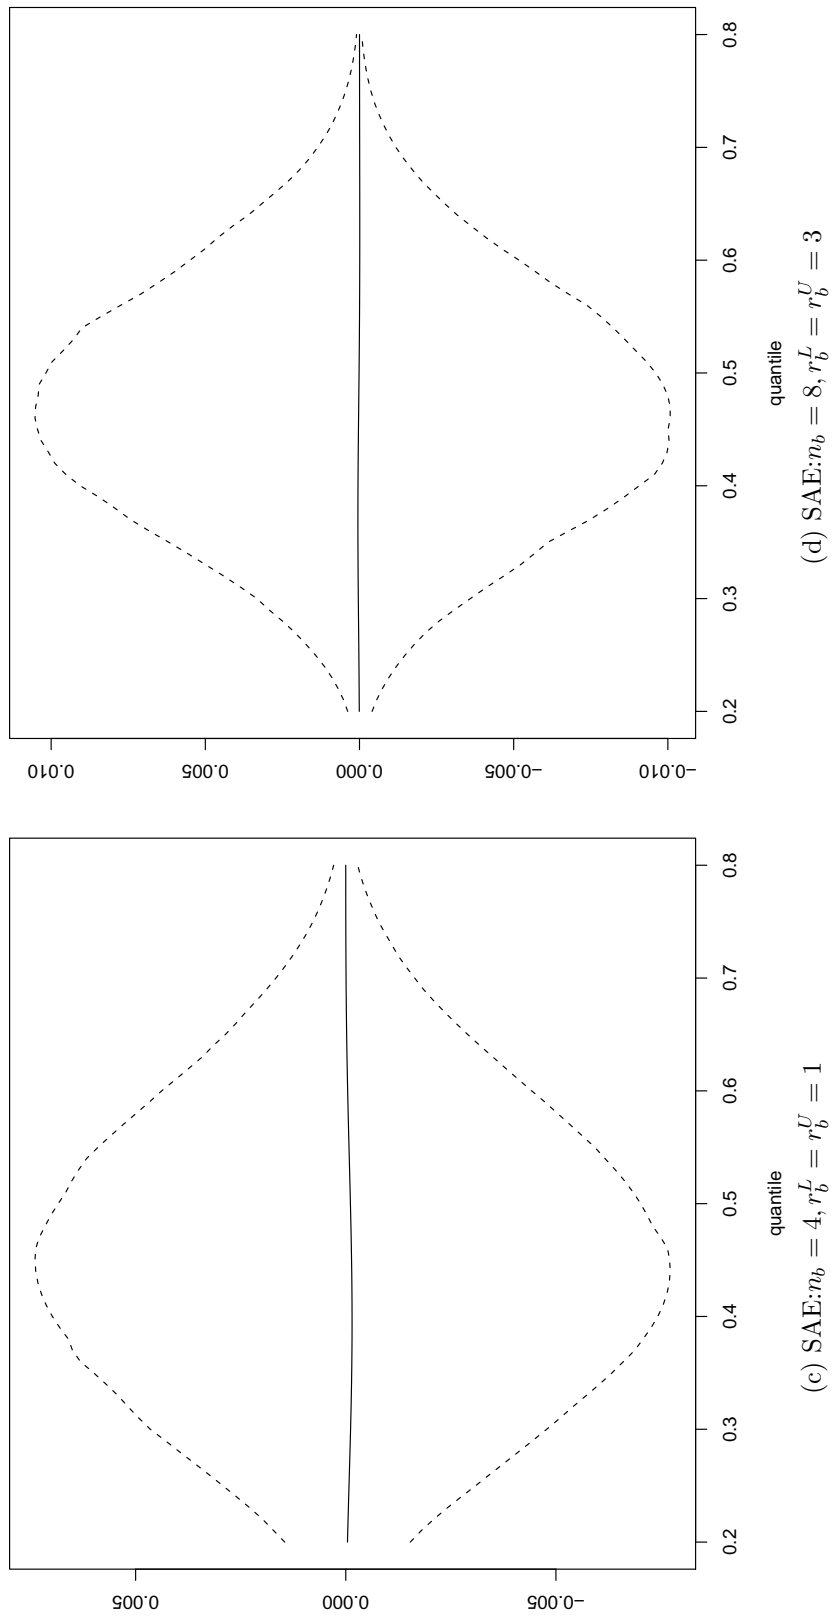 0.005
0.000
−0.005
0.2 0.3 0.4 0.5 0.6 0.7 0.8
quantile
(c) SAE:$n_b = 4, r_b^L = r_b^U = 1$
0.010
0.005
0.000
−0.005
−0.010
0.2 0.3 0.4 0.5 0.6 0.7 0.8
quantile
(d) SAE:$n_b = 8, r_b^L = r_b^U = 3$